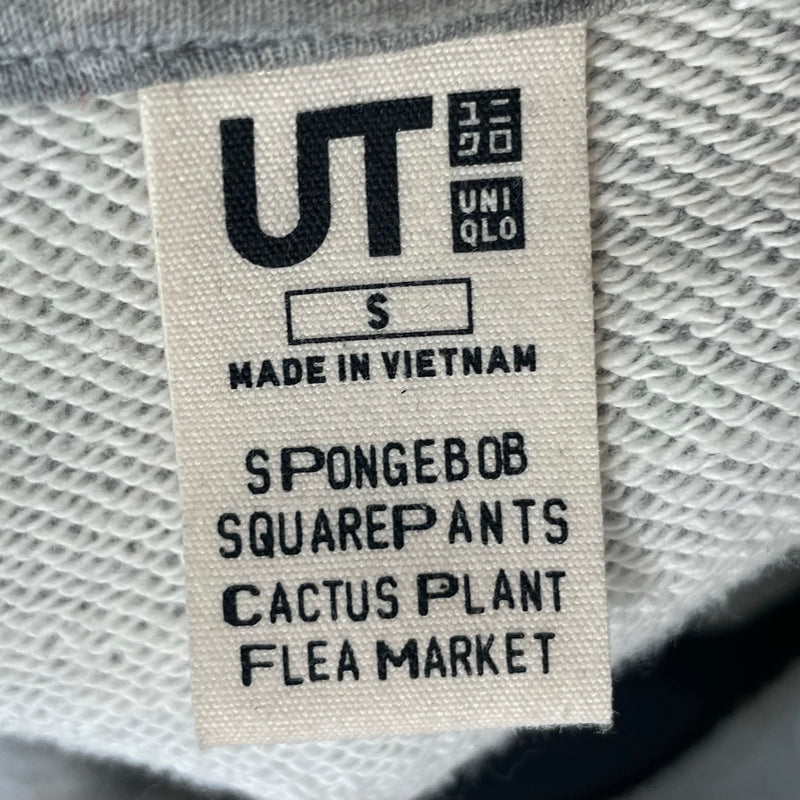 UT
ユニ
クロ
UNI
QLO
S
MADE IN VIETNAM
SPONGEBOB
SQUAREPANTS
CACTUS PLANT
FLEA MARKET